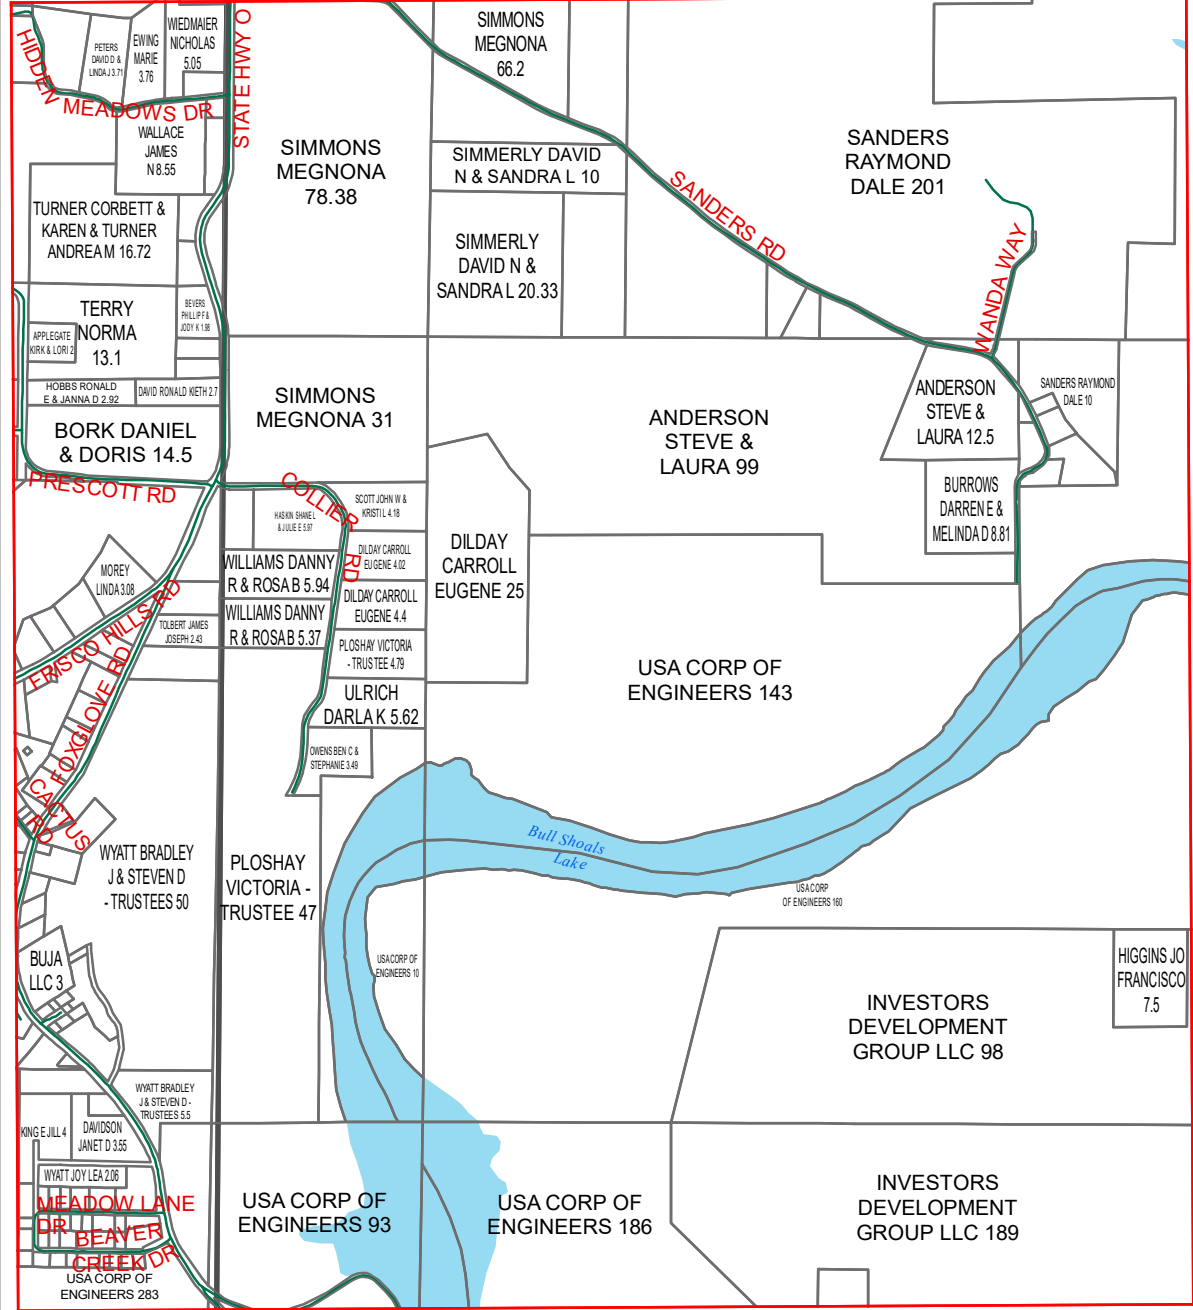 HIDDEN MEADOWS DR
PETERS
DAVID D &
LINDA J 3.71
EWING
MARIE
3.76
WIEDMAIER
NICHOLAS
5.05
STATE HWY O
WALLACE
JAMES
N 8.55
SIMMONS
MEGNONA
66.2
SIMMONS
MEGNONA
78.38
SIMMERLY DAVID
N & SANDRA L 10
SANDERS
RAYMOND
DALE 201
SANDERS RD
WANDA WAY
TURNER CORBETT &
KAREN & TURNER
ANDREA M 16.72
SIMMERLY
DAVID N &
SANDRA L 20.33
TERRY
NORMA
13.1
BEVERS
PHILLIP F &
JODY K 1.98
APPLEGATE
KIRK & LORI 2
HOBBS RONALD
E & JANNA D 2.92
DAVID RONALD KIETH 2.7
SIMMONS
MEGNONA 31
ANDERSON
STEVE &
LAURA 99
ANDERSON
STEVE &
LAURA 12.5
SANDERS RAYMOND
DALE 10
BORK DANIEL
& DORIS 14.5
PRESCOTT RD
COLLIER RD
HASKIN SHANE L
& JULIE E 5.97
SCOTT JOHN W &
KRISTI L 4.18
BURROWS
DARREN E &
MELINDA D 8.81
DILDAY CARROLL
EUGENE 4.02
DILDAY
CARROLL
EUGENE 25
WILLIAMS DANNY
R & ROSA B 5.94
MOREY
LINDA 3.08
DILDAY CARROLL
EUGENE 4.4
WILLIAMS DANNY
R & ROSA B 5.37
FRISCO HILLS RD
TOLBERT JAMES
JOSEPH 2.43
PLOSHAY VICTORIA
- TRUSTEE 4.79
USA CORP OF
ENGINEERS 143
ULRICH
DARLA K 5.62
FOXGLOVE RD
OWENS BEN C &
STEPHANIE 3.49
CACTUS
RD
Bull Shoals
Lake
WYATT BRADLEY
J & STEVEN D
- TRUSTEES 50
PLOSHAY
VICTORIA -
TRUSTEE 47
USA CORP
OF ENGINEERS 160
BUJA
LLC 3
USA CORP OF
ENGINEERS 10
HIGGINS JO
FRANCISCO
7.5
INVESTORS
DEVELOPMENT
GROUP LLC 98
WYATT BRADLEY
J & STEVEN D -
TRUSTEES 5.5
KING E JILL 4
DAVIDSON
JANET D 3.55
WYATT JOY LEA 2.06
MEADOW LANE
DR
BEAVER
CREEK DR
USA CORP OF
ENGINEERS 93
USA CORP OF
ENGINEERS 186
INVESTORS
DEVELOPMENT
GROUP LLC 189
USA CORP OF
ENGINEERS 283